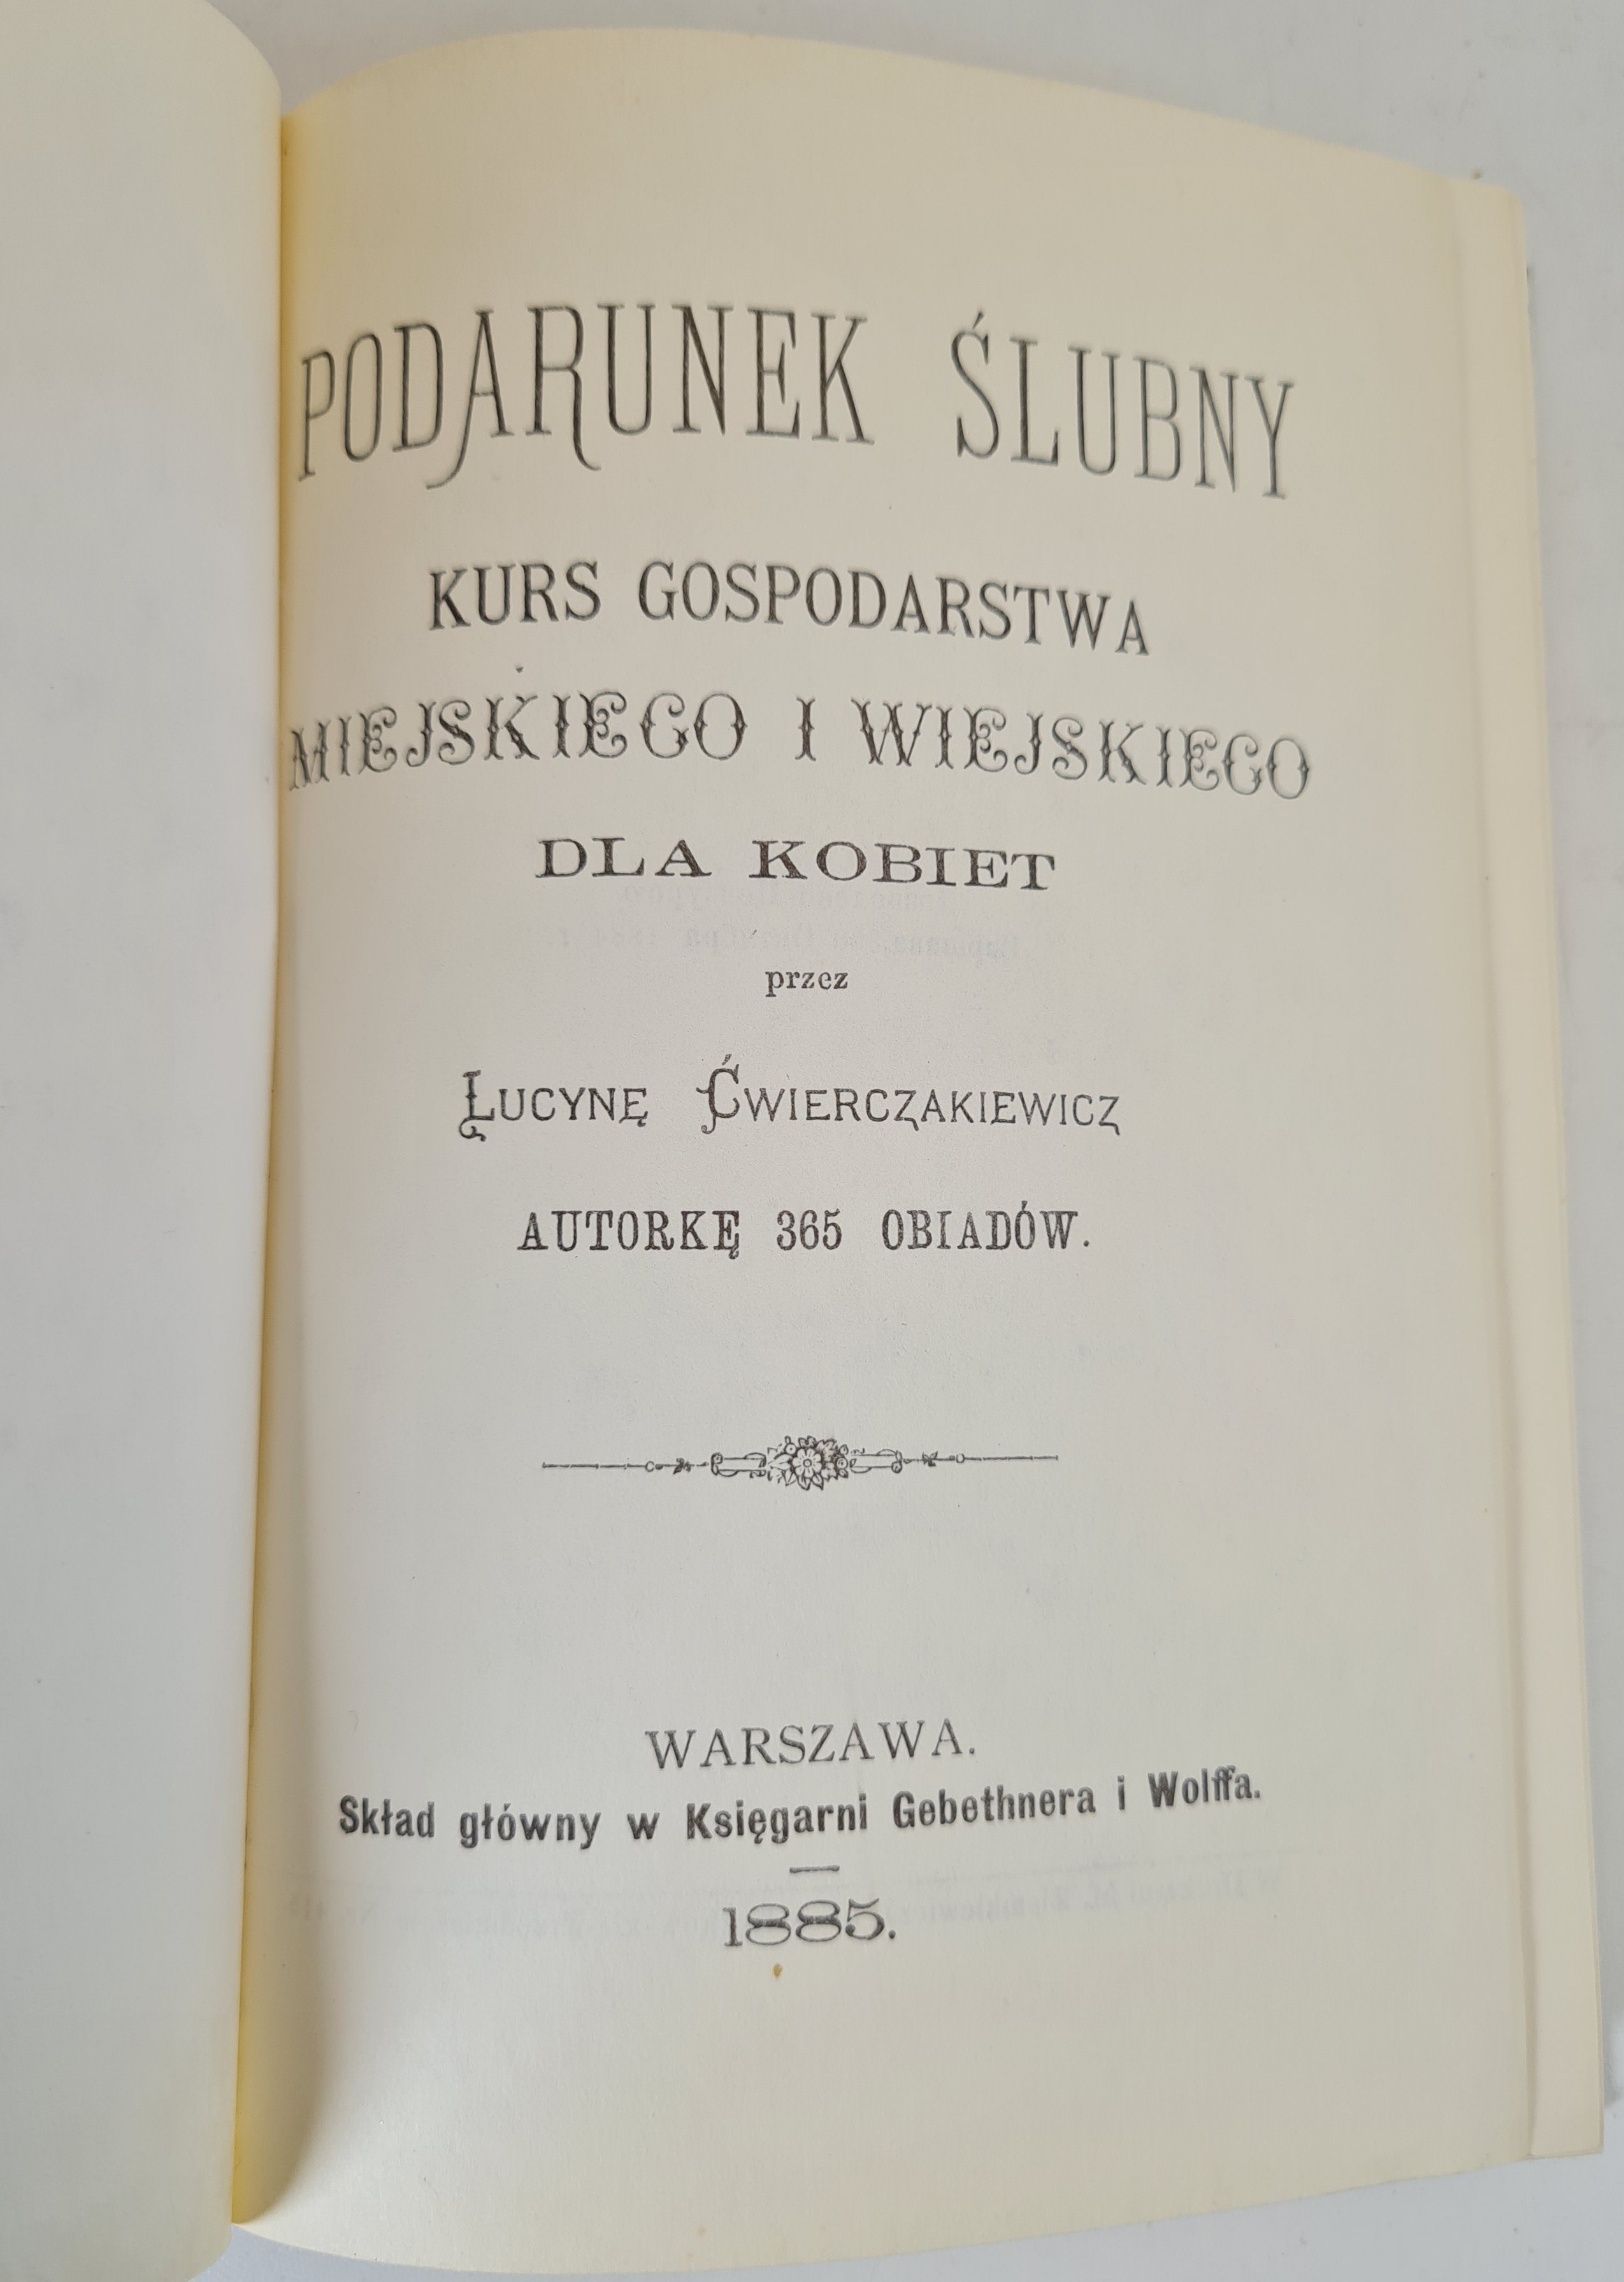 PODARUNEK ŚLUBNY
KURS GOSPODARSTWA
MIEJSKIEGO I WIEJSKIEGO
DLA KOBIET
przez
Lucynę Ćwierczakiewicz
AUTORKĘ 365 OBIADÓW.
WARSZAWA.
Skład główny w Księgarni Gebethnera i Wolffa.
1885.